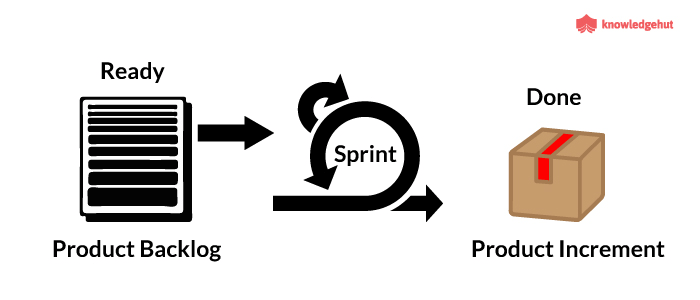 knowledgehut
Ready
Done
Sprint
Product Backlog
Product Increment